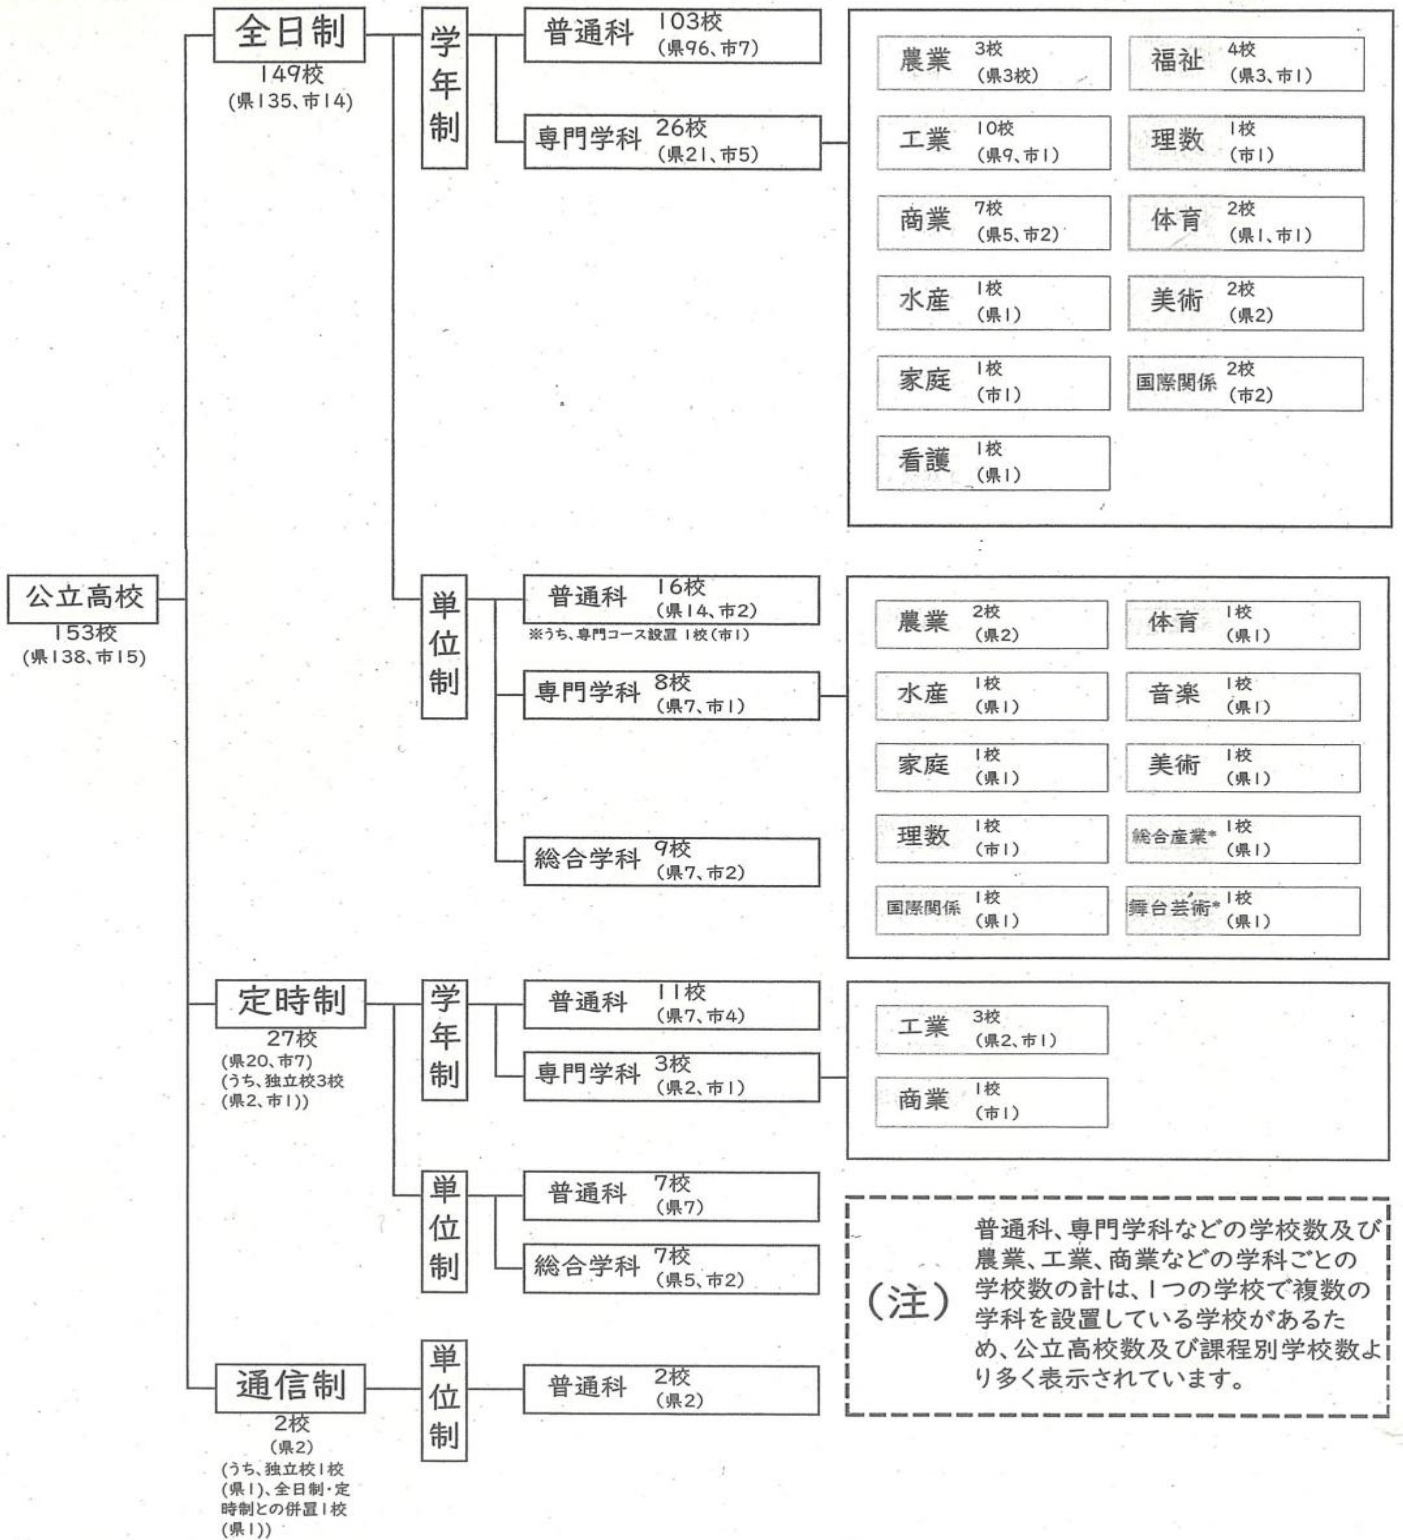 公立高校
153校
(県138、市15)
全日制
149校
(県135、市14)
学年制
普通科 103校
(県96、市7)
専門学科 26校
(県21、市5)
農業 3校
(県3校)
工業 10校
(県9、市1)
商業 7校
(県5、市2)
水産 1校
(県1)
家庭 1校
(市1)
看護 1校
(県1)
福祉 4校
(県3、市1)
理数 1校
(市1)
体育 2校
(県1、市1)
美術 2校
(県2)
国際関係 2校
(市2)
単位制
普通科 16校
(県14、市2)
※うち、専門コース設置 1校(市1)
専門学科 8校
(県7、市1)
総合学科 9校
(県7、市2)
農業 2校
(県2)
水産 1校
(県1)
家庭 1校
(県1)
理数 1校
(市1)
国際関係 1校
(県1)
体育 1校
(県1)
音楽 1校
(県1)
美術 1校
(県1)
総合産業* 1校
(県1)
舞台芸術* 1校
(県1)
定時制
27校
(県20、市7)
(うち、独立校3校
(県2、市1))
学年制
普通科 11校
(県7、市4)
専門学科 3校
(県2、市1)
工業 3校
(県2、市1)
商業 1校
(市1)
単位制
普通科 7校
(県7)
総合学科 7校
(県5、市2)
通信制
2校
(県2)
(うち、独立校1校
(県1)、全日制・定
時制との併置1校
(県1))
単位制
普通科 2校
(県2)
(注)
普通科、専門学科などの学校数及び
農業、工業、商業などの学科ごとの
学校数の計は、1つの学校で複数の
学科を設置している学校があるた
め、公立高校数及び課程別学校数よ
り多く表示されています。